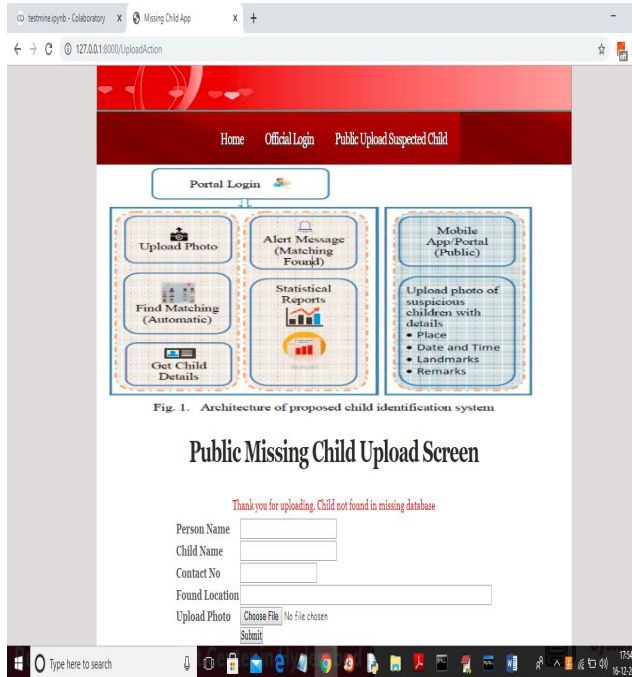 testmine.ipynb - Colaboratory
Missing Child App
127.0.0.1:8000/UploadAction
off
Home Official Login Public Upload Suspected Child
Portal Login
Upload Photo
Find Matching
(Automatic)
Get Child
Details
Alert Message
(Matching
Found)
Statistical
Reports
Mobile
App/Portal
(Public)
Upload photo of
suspicious
children with
details
• Place
• Date and Time
• Landmarks
• Remarks
Fig. 1. Architecture of proposed child identification system
Public Missing Child Upload Screen
Thank you for uploading. Child not found in missing database
Person Name
Child Name
Contact No
Found Location
Upload Photo Choose File No file chosen
Submit
Type here to search
17:54